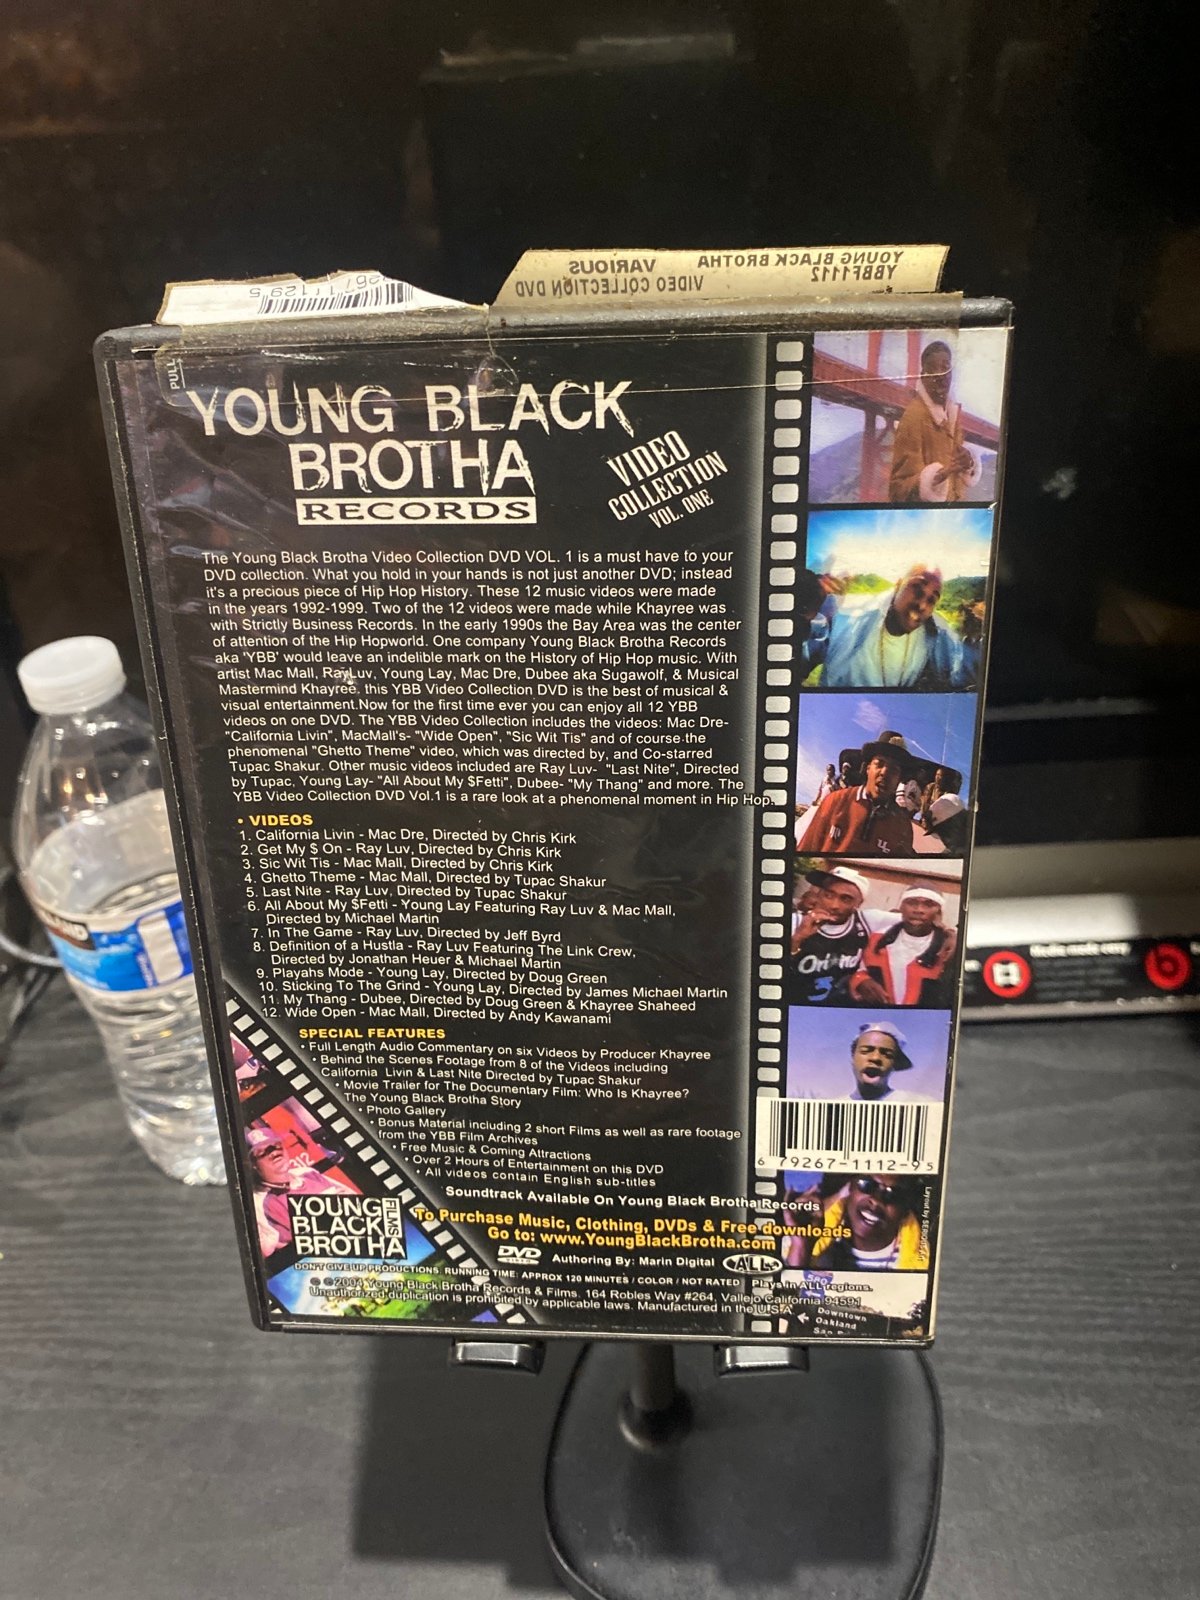 YOUNG BLACK BROTHA
YBBF1112
VARIOUS
VIDEO COLLECTION DVD
11129 5
PULL
YOUNG BLACK
BROTHA
RECORDS
VIDEO
COLLECTION
VOL. ONE
The Young Black Brotha Video Collection DVD VOL. 1 is a must have to your
DVD collection. What you hold in your hands is not just another DVD; instead
it's a precious piece of Hip Hop History. These 12 music videos were made
in the years 1992-1999. Two of the 12 videos were made while Khayree was
with Strictly Business Records. In the early 1990s the Bay Area was the center
of attention of the Hip Hopworld. One company Young Black Brotha Records
aka 'YBB' would leave an indelible mark on the History of Hip Hop music. With
artist Mac Mall, RayLuv, Young Lay, Mac Dre, Dubee aka Sugawolf, & Musical
Mastermind Khayree. this YBB Video Collection DVD is the best of musical &
visual entertainment.Now for the first time ever you can enjoy all 12 YBB
videos on one DVD. The YBB Video Collection includes the videos: Mac Dre-
"California Livin", MacMall's- "Wide Open", "Sic Wit Tis" and of course the
phenomenal "Ghetto Theme" video, which was directed by, and Co-starred
Tupac Shakur. Other music videos included are Ray Luv- "Last Nite", Directed
by Tupac, Young Lay- "All About My $Fetti", Dubee- "My Thang" and more. The
YBB Video Collection DVD Vol.1 is a rare look at a phenomenal moment in Hip Hop.
• VIDEOS
1. California Livin - Mac Dre, Directed by Chris Kirk
2. Get My $ On - Ray Luv, Directed by Chris Kirk
3. Sic Wit Tis - Mac Mall, Directed by Chris Kirk
4. Ghetto Theme - Mac Mall, Directed by Tupac Shakur
5. Last Nite - Ray Luv, Directed by Tupac Shakur
6. All About My $Fetti - Young Lay Featuring Ray Luv & Mac Mall,
Directed by Michael Martin
7. In The Game - Ray Luv, Directed by Jeff Byrd
8. Definition of a Hustla - Ray Luv Featuring The Link Crew,
Directed by Jonathan Heuer & Michael Martin
9. Playahs Mode - Young Lay, Directed by Doug Green
10. Sticking To The Grind - Young Lay, Directed by James Michael Martin
11. My Thang - Dubee, Directed by Doug Green & Khayree Shaheed
12. Wide Open - Mac Mall, Directed by Andy Kawanami
SPECIAL FEATURES
• Full Length Audio Commentary on six Videos by Producer Khayree
• Behind the Scenes Footage from 8 of the Videos including
California Livin & Last Nite Directed by Tupac Shakur
• Movie Trailer for The Documentary Film: Who Is Khayree?
The Young Black Brotha Story
• Photo Gallery
• Bonus Material including 2 short Films as well as rare footage
from the YBB Film Archives
• Free Music & Coming Attractions
• Over 2 Hours of Entertainment on this DVD
• All videos contain English sub-titles
Soundtrack Available On Young Black Brotha Records
To Purchase Music, Clothing, DVDs & Free downloads
Go to: www.YoungBlackBrotha.com
YOUNG
BLACK
BROTHA
FILMS
DVD
VIDEO
Authoring By: Marin Digital
ALL
DON'T GIVE UP PRODUCTIONS. RUNNING TIME: APPROX 120 MINUTES / COLOR / NOT RATED Plays in ALL regions.
©2004 Young Black Brotha Records & Films. 164 Robles Way #264, Vallejo California 94591
Unauthorized duplication is prohibited by applicable laws. Manufactured in the U.S.A.
6 79267-1112-9 5
Layout by
Downtown
Oakland
312
3